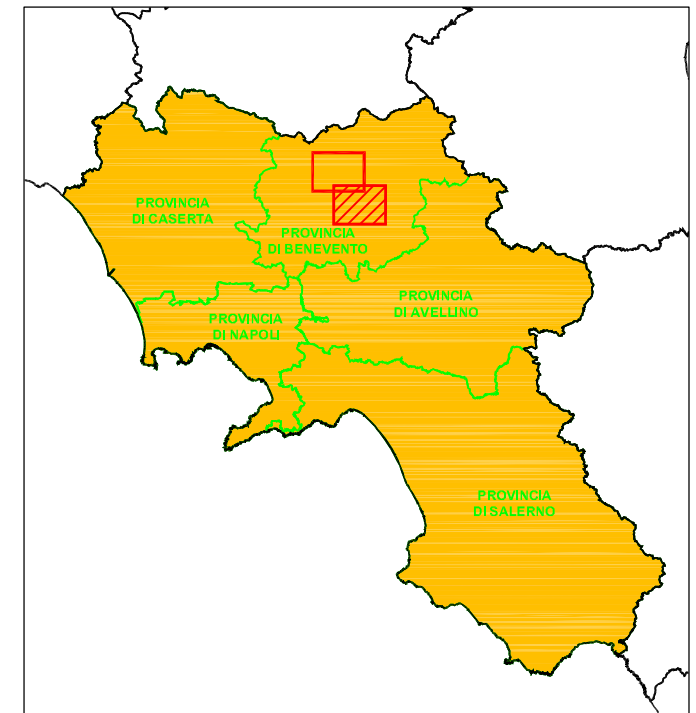 PROVINCIA
DI CASERTA
PROVINCIA
DI BENEVENTO
PROVINCIA
DI AVELLINO
PROVINCIA
DI NAPOLI
PROVINCIA
DI SALERNO